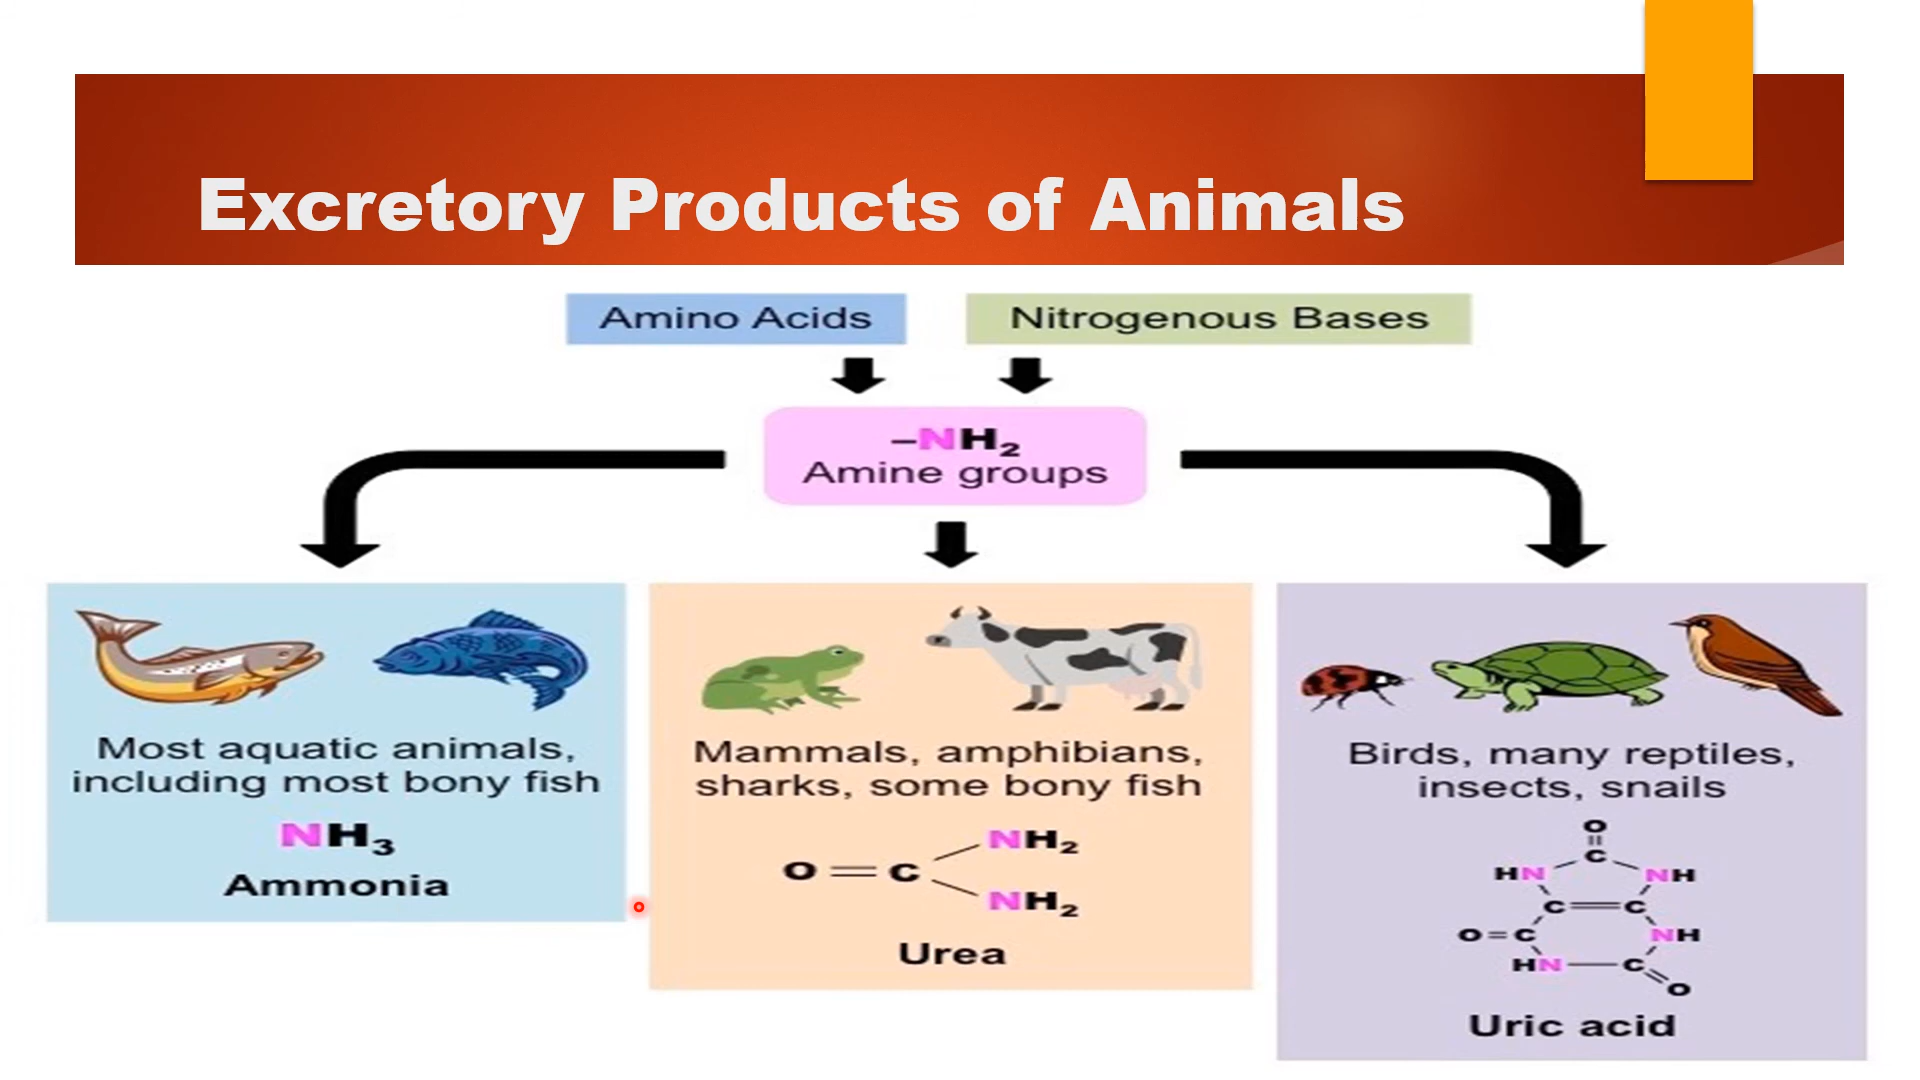 Excretory Products of Animals
Amino Acids
Nitrogenous Bases
–NH₂
Amine groups
Most aquatic animals,
including most bony fish
NH₃
Ammonia
Mammals, amphibians,
sharks, some bony fish
NH₂
O=C
NH₂
Urea
Birds, many reptiles,
insects, snails
O
C
HN NH
C C
O=C NH
HN C
O
Uric acid